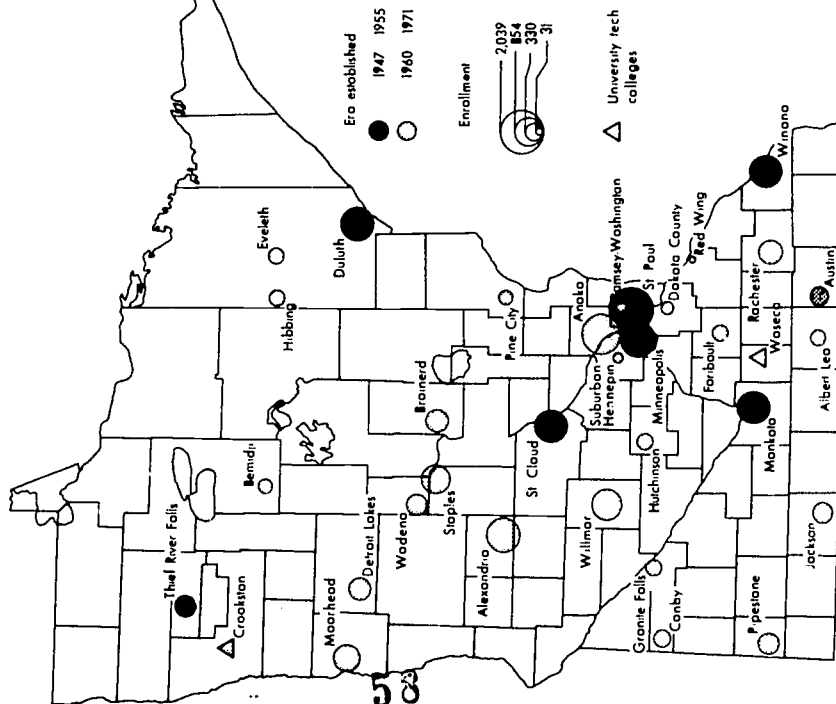 Era established
1947 1955
1960 1971
Enrollment
2,039
854
330
31
University tech
colleges
Thief River Falls
Crookston
Bemidji
Hibbing
Eveleth
Duluth
Moorhead
Detroit Lakes
Wadena
Staples
Brainerd
Pine City
Alexandria
St Cloud
Anoka
Suburban
Hennepin
Ramsey-Washington
St Paul
Minneapolis
Dakota County
Red Wing
Willmar
Hutchinson
Granite Falls
Canby
Faribault
Rochester
Winona
Waseca
Mankato
Pipestone
Jackson
Albert Lea
Austin
58